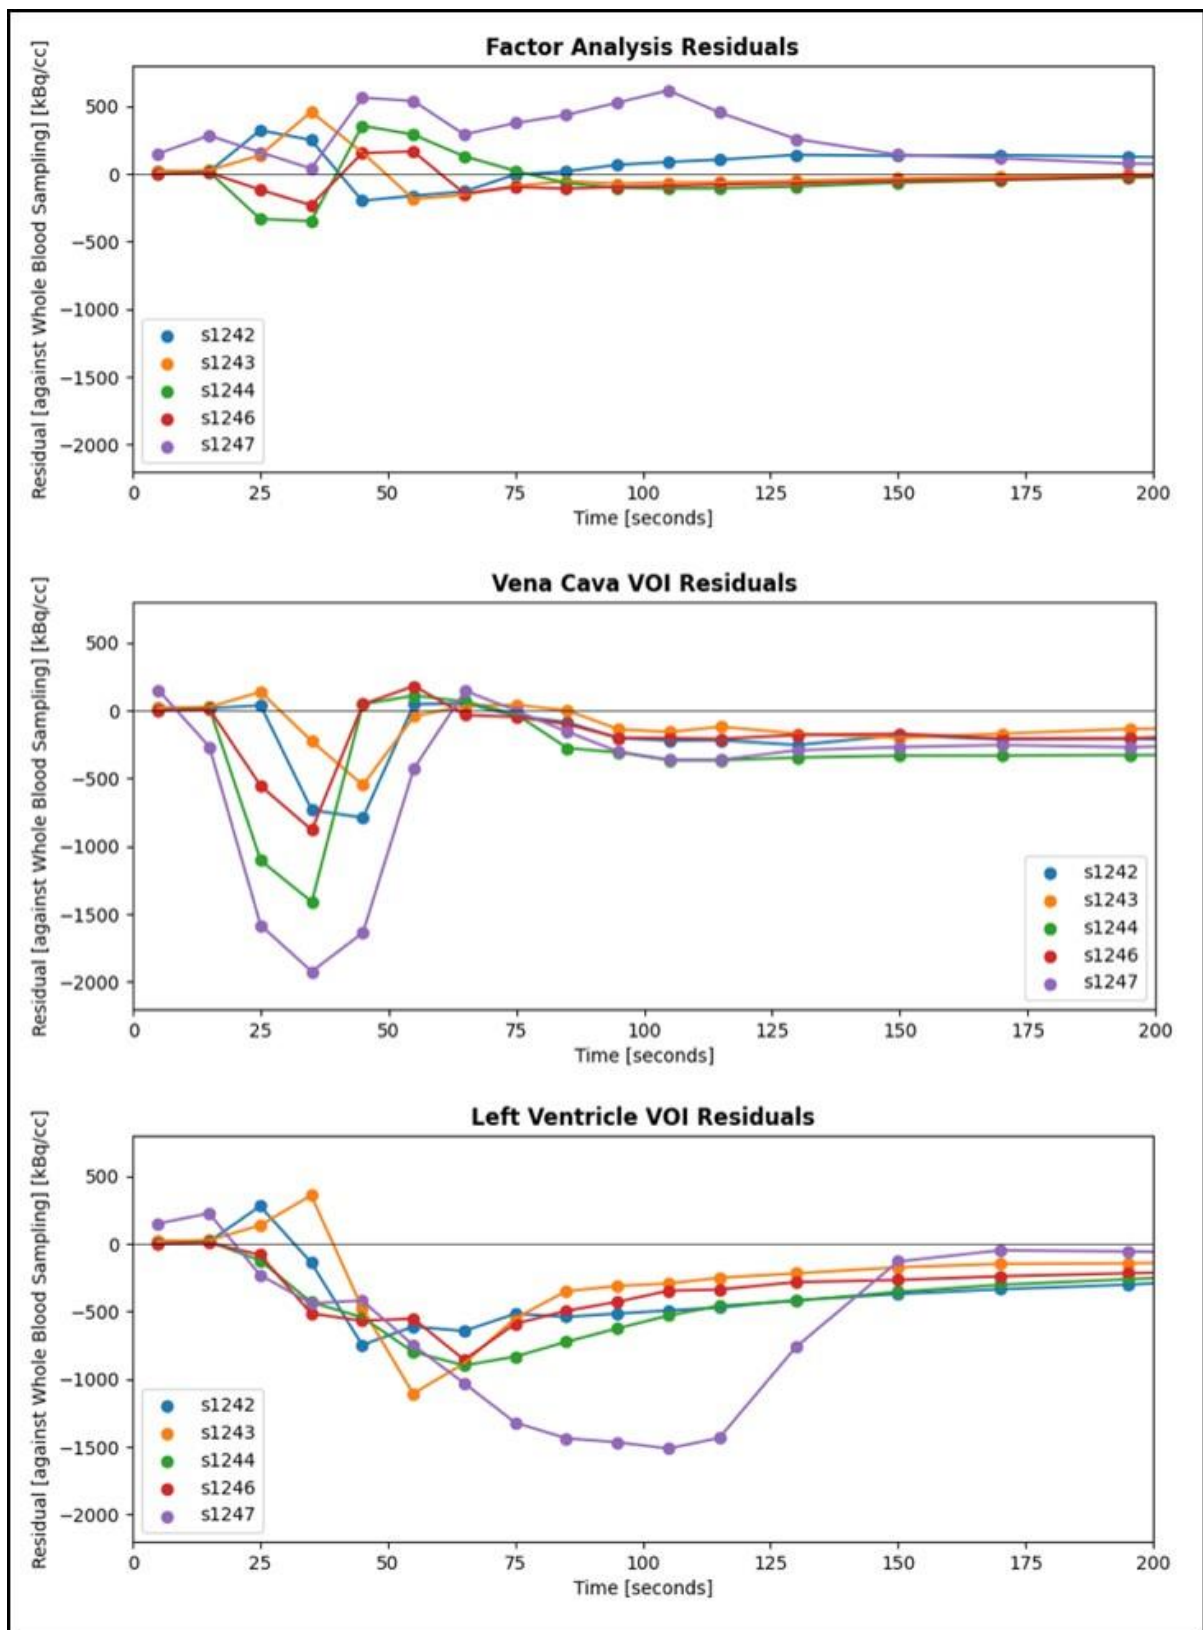 Factor Analysis Residuals
Residual [against Whole Blood Sampling] [kBq/cc]
500
0
−500
−1000
−1500
−2000
s1242
s1243
s1244
s1246
s1247
0 25 50 75 100 125 150 175 200
Time [seconds]
Vena Cava VOI Residuals
Residual [against Whole Blood Sampling] [kBq/cc]
500
0
−500
−1000
−1500
−2000
s1242
s1243
s1244
s1246
s1247
0 25 50 75 100 125 150 175 200
Time [seconds]
Left Ventricle VOI Residuals
Residual [against Whole Blood Sampling] [kBq/cc]
500
0
−500
−1000
−1500
−2000
s1242
s1243
s1244
s1246
s1247
0 25 50 75 100 125 150 175 200
Time [seconds]